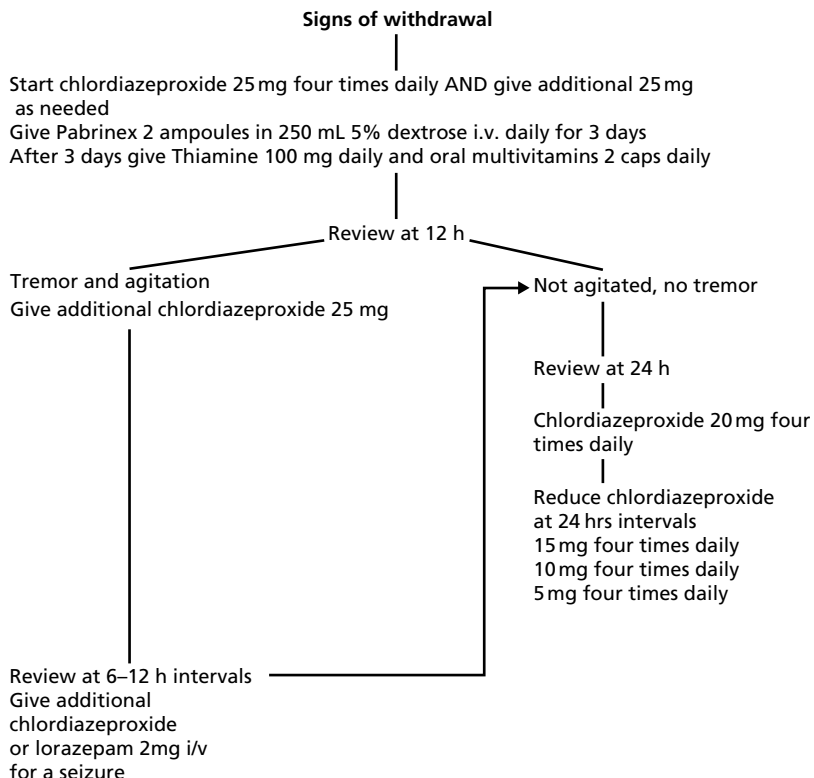 Signs of withdrawal
Start chlordiazeproxide 25 mg four times daily AND give additional 25 mg
as needed
Give Pabrinex 2 ampoules in 250 mL 5% dextrose i.v. daily for 3 days
After 3 days give Thiamine 100 mg daily and oral multivitamins 2 caps daily
Review at 12 h
Tremor and agitation
Give additional chlordiazeproxide 25 mg
Review at 6–12 h intervals
Give additional
chlordiazeproxide
or lorazepam 2mg i/v
for a seizure
Not agitated, no tremor
Review at 24 h
Chlordiazeproxide 20 mg four
times daily
Reduce chlordiazeproxide
at 24 hrs intervals
15 mg four times daily
10 mg four times daily
5 mg four times daily